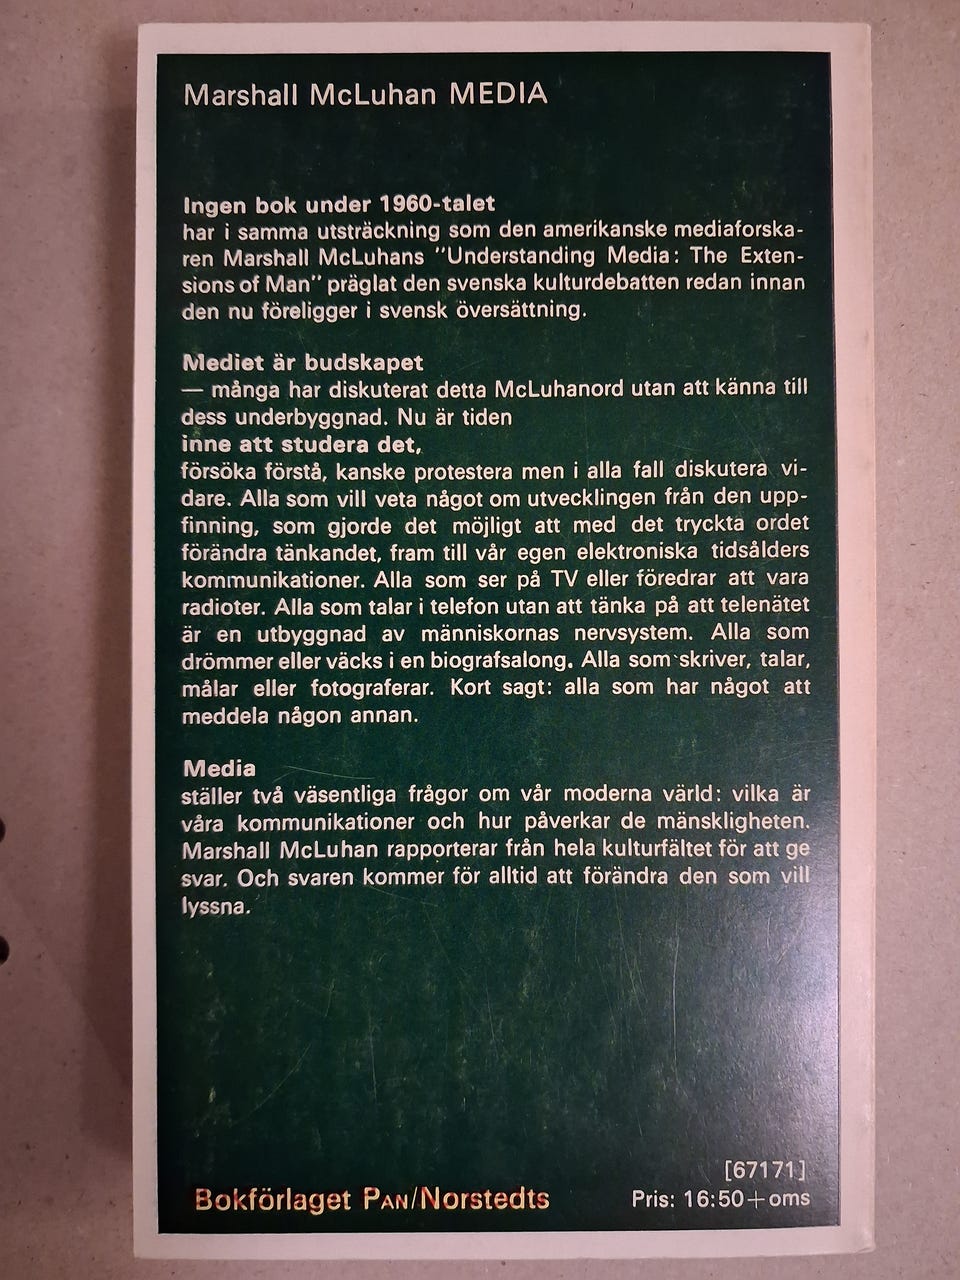 Marshall McLuhan MEDIA
Ingen bok under 1960-talet
har i samma utsträckning som den amerikanske mediaforska-
ren Marshall McLuhans "Understanding Media: The Exten-
sions of Man" präglat den svenska kulturdebatten redan innan
den nu föreligger i svensk översättning.
Mediet är budskapet
— många har diskuterat detta McLuhanord utan att känna till
dess underbyggnad. Nu är tiden
inne att studera det,
försöka förstå, kanske protestera men i alla fall diskutera vi-
dare. Alla som vill veta något om utvecklingen från den upp-
finning, som gjorde det möjligt att med det tryckta ordet
förändra tänkandet, fram till vår egen elektroniska tidsålders
kommunikationer. Alla som ser på TV eller föredrar att vara
radioter. Alla som talar i telefon utan att tänka på att telenätet
är en utbyggnad av människornas nervsystem. Alla som
drömmer eller väcks i en biografsalong. Alla som skriver, talar,
målar eller fotograferar. Kort sagt: alla som har något att
meddela någon annan.
Media
ställer två väsentliga frågor om vår moderna värld: vilka är
våra kommunikationer och hur påverkar de mänskligheten.
Marshall McLuhan rapporterar från hela kulturfältet för att ge
svar. Och svaren kommer för alltid att förändra den som vill
lyssna.
[67171]
Bokförlaget PAN/Norstedts Pris: 16:50+oms